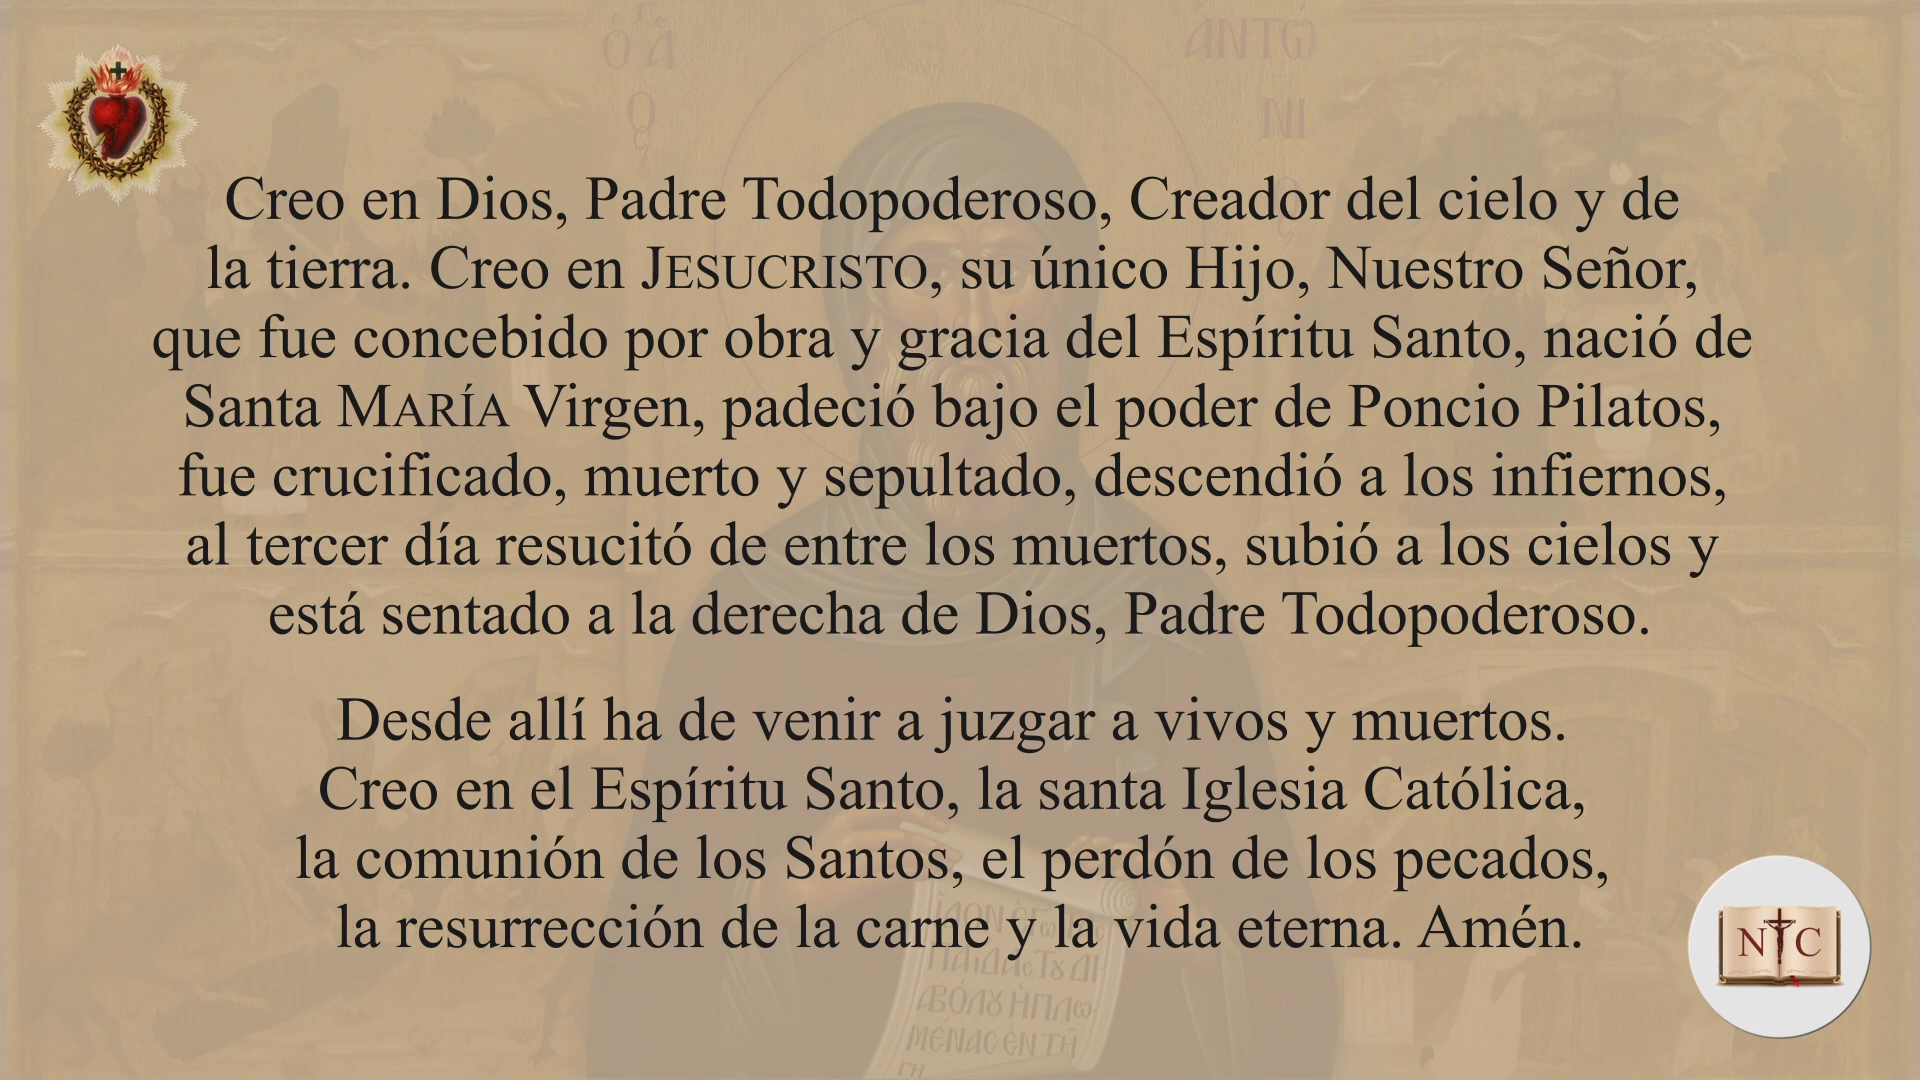 Creo en Dios, Padre Todopoderoso, Creador del cielo y de
la tierra. Creo en JESUCRISTO, su único Hijo, Nuestro Señor,
que fue concebido por obra y gracia del Espíritu Santo, nació de
Santa MARÍA Virgen, padeció bajo el poder de Poncio Pilatos,
fue crucificado, muerto y sepultado, descendió a los infiernos,
al tercer día resucitó de entre los muertos, subió a los cielos y
está sentado a la derecha de Dios, Padre Todopoderoso.
Desde allí ha de venir a juzgar a vivos y muertos.
Creo en el Espíritu Santo, la santa Iglesia Católica,
la comunión de los Santos, el perdón de los pecados,
la resurrección de la carne y la vida eterna. Amén.
N C